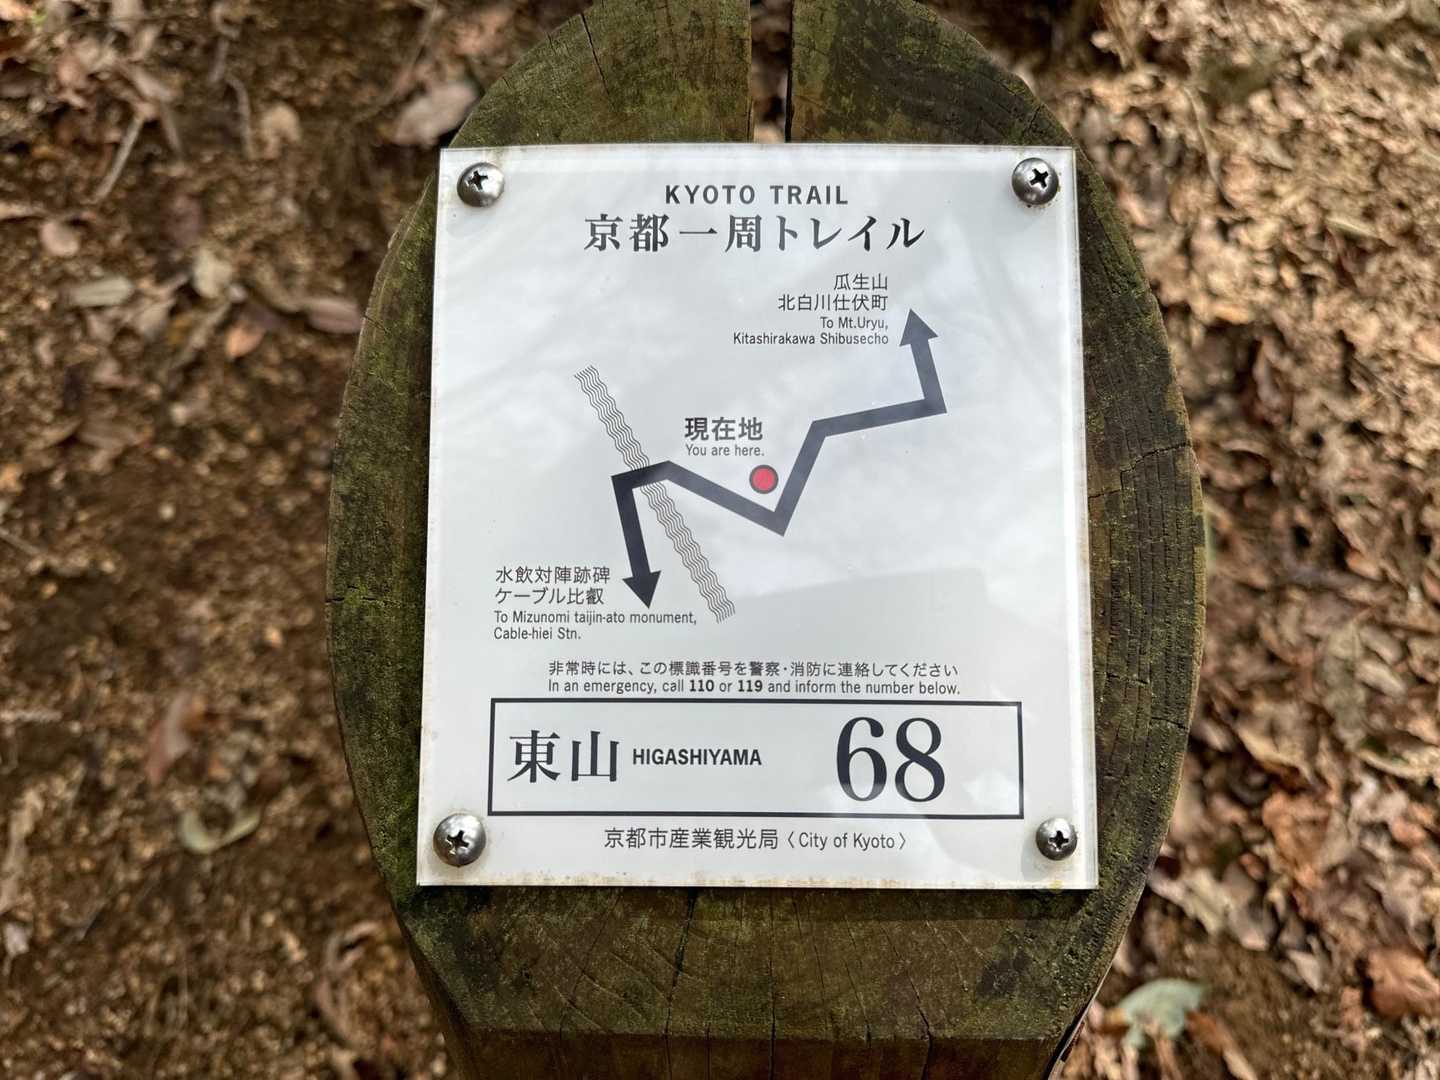 KYOTO TRAIL
京都一周トレイル
瓜生山
北白川仕伏町
To Mt.Uryu,
Kitashirakawa Shibusecho
現在地
You are here.
水飲対陣跡碑
ケーブル比叡
To Mizunomi taijin-ato monument,
Cable-hiei Stn.
非常時には、この標識番号を警察・消防に連絡してください
In an emergency, call 110 or 119 and inform the number below.
東山 HIGASHIYAMA 68
京都市産業観光局〈City of Kyoto〉